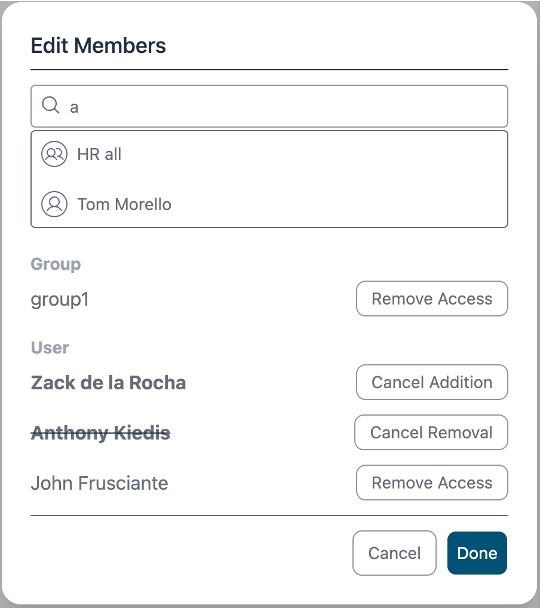 Edit Members
a
HR all
Tom Morello
Group
group1 Remove Access
User
Zack de la Rocha Cancel Addition
Anthony Kiedis Cancel Removal
John Frusciante Remove Access
Cancel Done